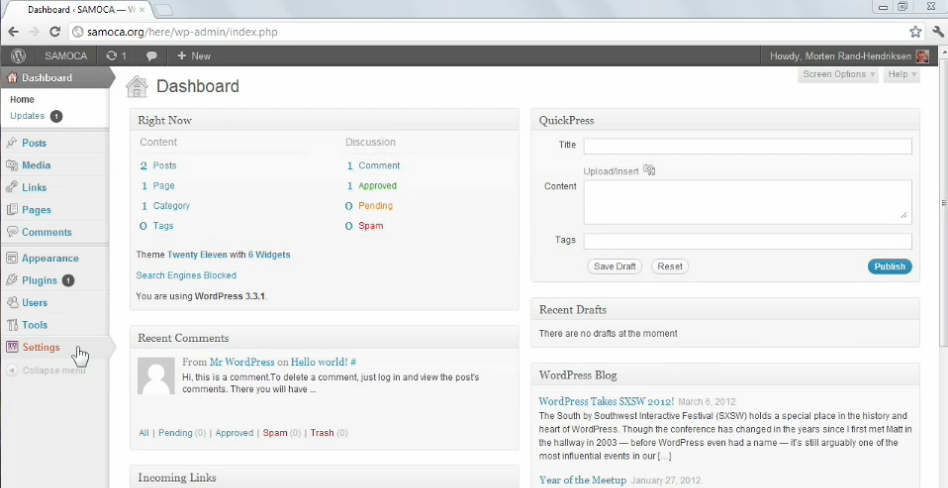 Dashboard ‹ SAMOCA — W
samoca.org/here/wp-admin/index.php
SAMOCA 1 + New Howdy, Morten Rand-Hendriksen
Dashboard
Home
Updates 1
Posts
Media
Links
Pages
Comments
Appearance
Plugins 1
Users
Tools
Settings
Collapse menu
Screen Options Help
Dashboard
Right Now
Content Discussion
2 Posts 1 Comment
1 Page 1 Approved
1 Category 0 Pending
0 Tags 0 Spam
Theme Twenty Eleven with 6 Widgets
Search Engines Blocked
You are using WordPress 3.3.1.
Recent Comments
From Mr WordPress on Hello world! #
Hi, this is a comment.To delete a comment, just log in and view the post's
comments. There you will have ...
All | Pending (0) | Approved | Spam (0) | Trash (0)
Incoming Links
QuickPress
Title
Upload/Insert
Content
Tags
Save Draft Reset Publish
Recent Drafts
There are no drafts at the moment
WordPress Blog
WordPress Takes SXSW 2012! March 6, 2012
The South by Southwest Interactive Festival (SXSW) holds a special place in the history and
heart of WordPress. Though the conference has changed in the years since I first met Matt in
the hallway in 2003 — before WordPress even had a name — it's still arguably one of the
most influential events in our [...]
Year of the Meetup January 27, 2012